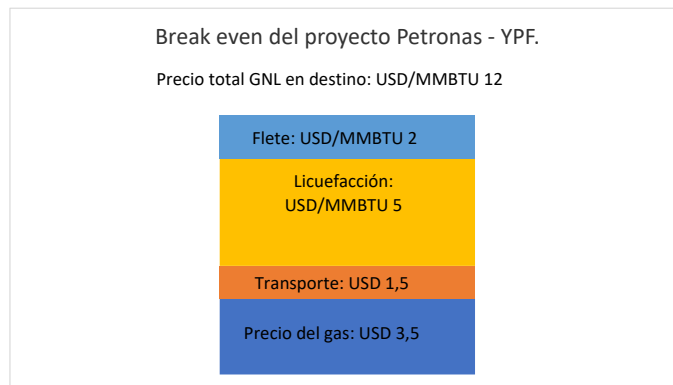 Break even del proyecto Petronas - YPF.
Precio total GNL en destino: USD/MMBTU 12
Flete: USD/MMBTU 2
Licuefacción:
USD/MMBTU 5
Transporte: USD 1,5
Precio del gas: USD 3,5